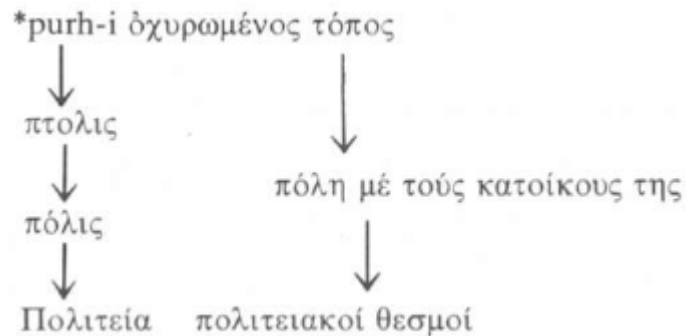 *purh-i ὀχυρωμένος τόπος
πτολις
πόλη μέ τούς κατοίκους της
πόλις
Πολιτεία πολιτειακοί θεσμοί